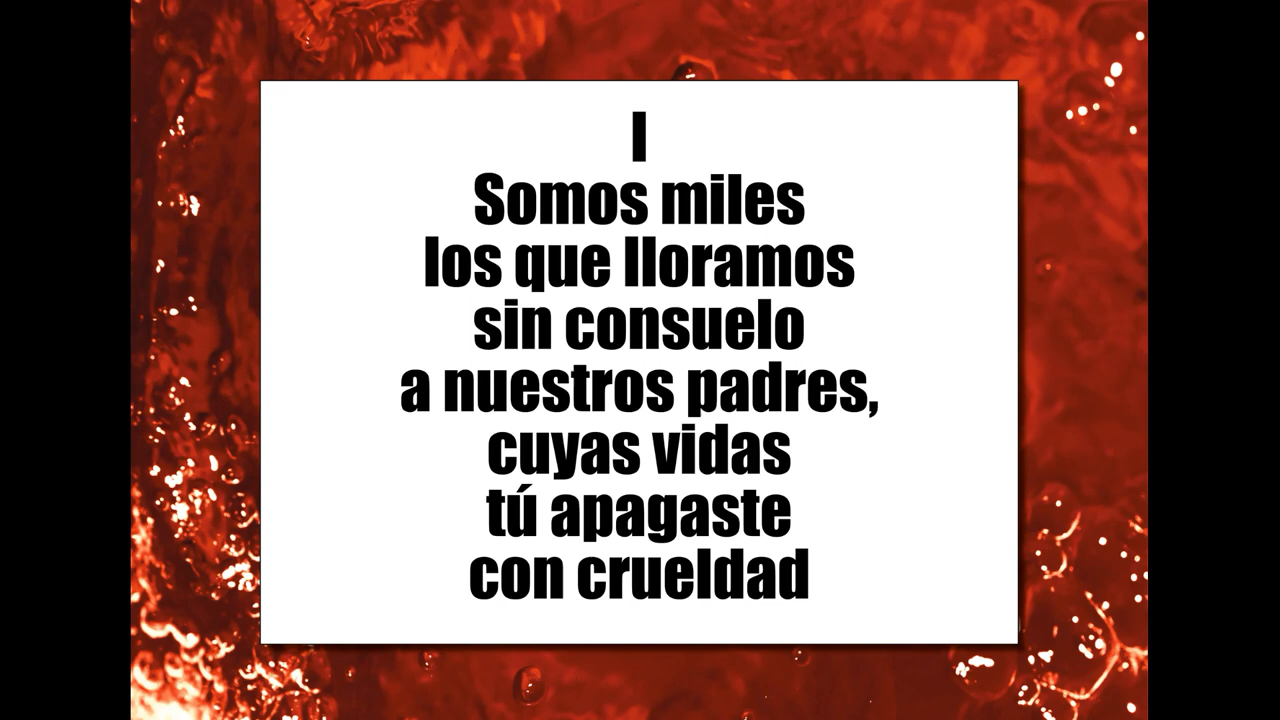 I
Somos miles
los que lloramos
sin consuelo
a nuestros padres,
cuyas vidas
tú apagaste
con crueldad